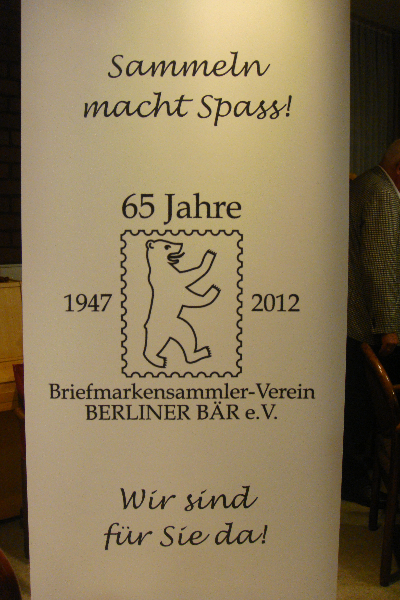 Sammeln
macht Spass!
65 Jahre
1947 2012
Briefmarkensammler-Verein
BERLINER BÄR e.V.
Wir sind
für Sie da!